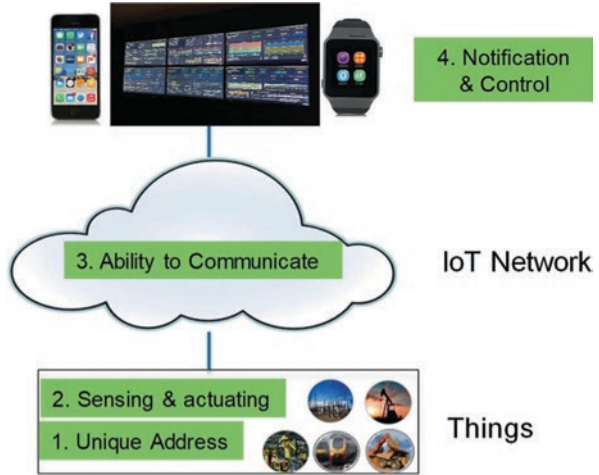 4. Notification
& Control
3. Ability to Communicate
IoT Network
2. Sensing & actuating
1. Unique Address
Things